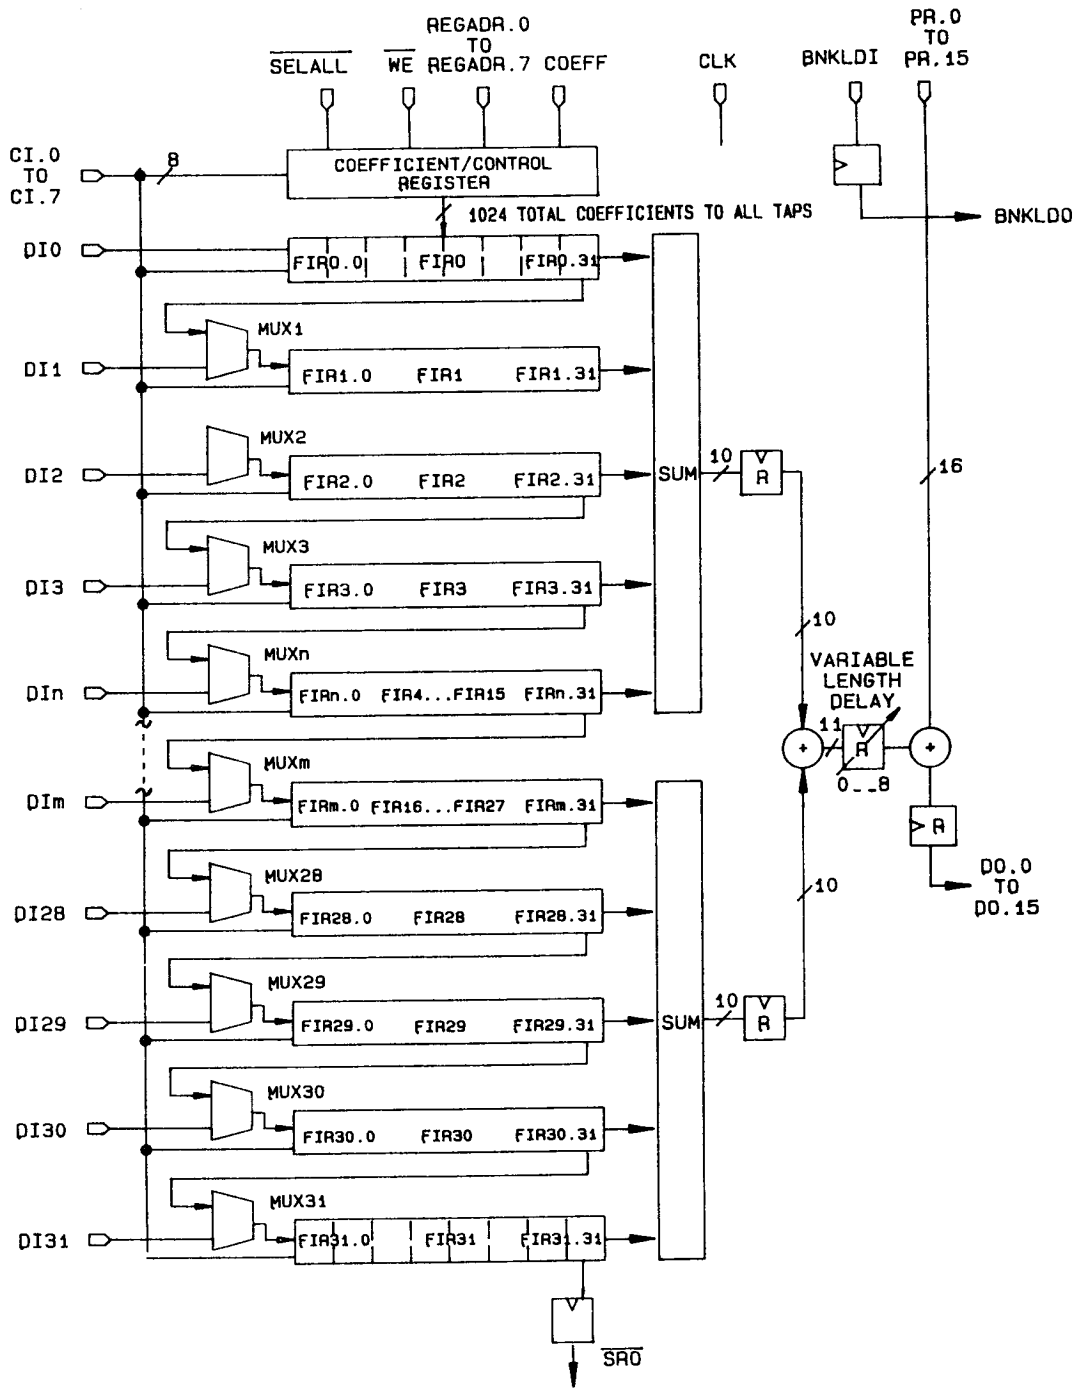 REGADR.0
TO
SELALL WE REGADR.7 COEFF
CLK
BNKLDI
PR.0
TO
PR.15
CI.0
TO
CI.7
8
COEFFICIENT/CONTROL
REGISTER
1024 TOTAL COEFFICIENTS TO ALL TAPS
BNKLDO
DI0
FIR0.0 FIR0 FIR0.31
MUX1
DI1
FIR1.0 FIR1 FIR1.31
MUX2
DI2
FIR2.0 FIR2 FIR2.31
SUM
10
R
16
MUX3
DI3
FIR3.0 FIR3 FIR3.31
10
MUXn
DIn
FIRn.0 FIR4...FIR15 FIRn.31
VARIABLE
LENGTH
DELAY
+
11
R
0__8
+
MUXm
DIm
FIRm.0 FIR16...FIR27 FIRm.31
R
DO.0
TO
DO.15
MUX28
DI28
FIR28.0 FIR28 FIR28.31
10
MUX29
DI29
FIR29.0 FIR29 FIR29.31
SUM
10
R
MUX30
DI30
FIR30.0 FIR30 FIR30.31
MUX31
DI31
FIR31.0 FIR31 FIR31.31
SRO